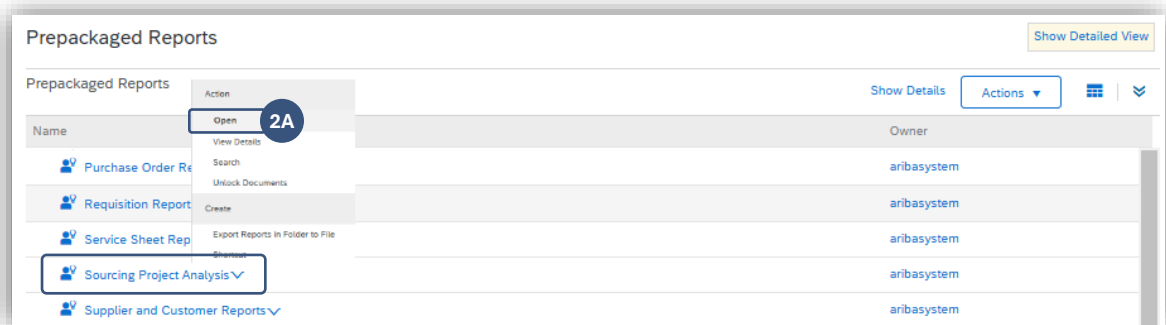 Prepackaged Reports
Show Detailed View
Prepackaged Reports
Show Details
Actions
Action
Open
2A
View Details
Search
Unlock Documents
Create
Export Reports in Folder to File
Shortcut
Name
Owner
Purchase Order Re
aribasystem
Requisition Report
aribasystem
Service Sheet Rep
aribasystem
Sourcing Project Analysis
aribasystem
Supplier and Customer Reports
aribasystem